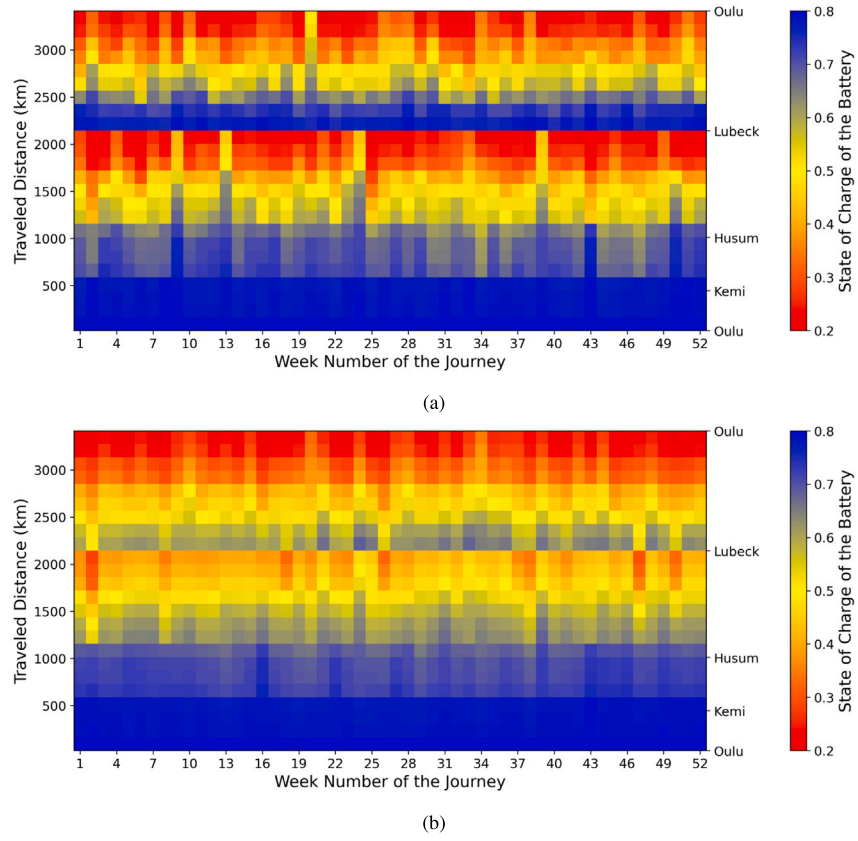 Oulu
0.8
3000
0.7
2500
Lubeck
0.6
2000
0.5
1500
Husum
1000
0.4
Kemi
500
0.3
Oulu
0.2
1 4 7 10 13 16 19 22 25 28 31 34 37 40 43 46 49 52
Traveled Distance (km)
Week Number of the Journey
State of Charge of the Battery
(a)
Oulu
0.8
3000
0.7
2500
Lubeck
0.6
2000
0.5
1500
Husum
1000
0.4
Kemi
500
0.3
Oulu
0.2
1 4 7 10 13 16 19 22 25 28 31 34 37 40 43 46 49 52
Traveled Distance (km)
Week Number of the Journey
State of Charge of the Battery
(b)